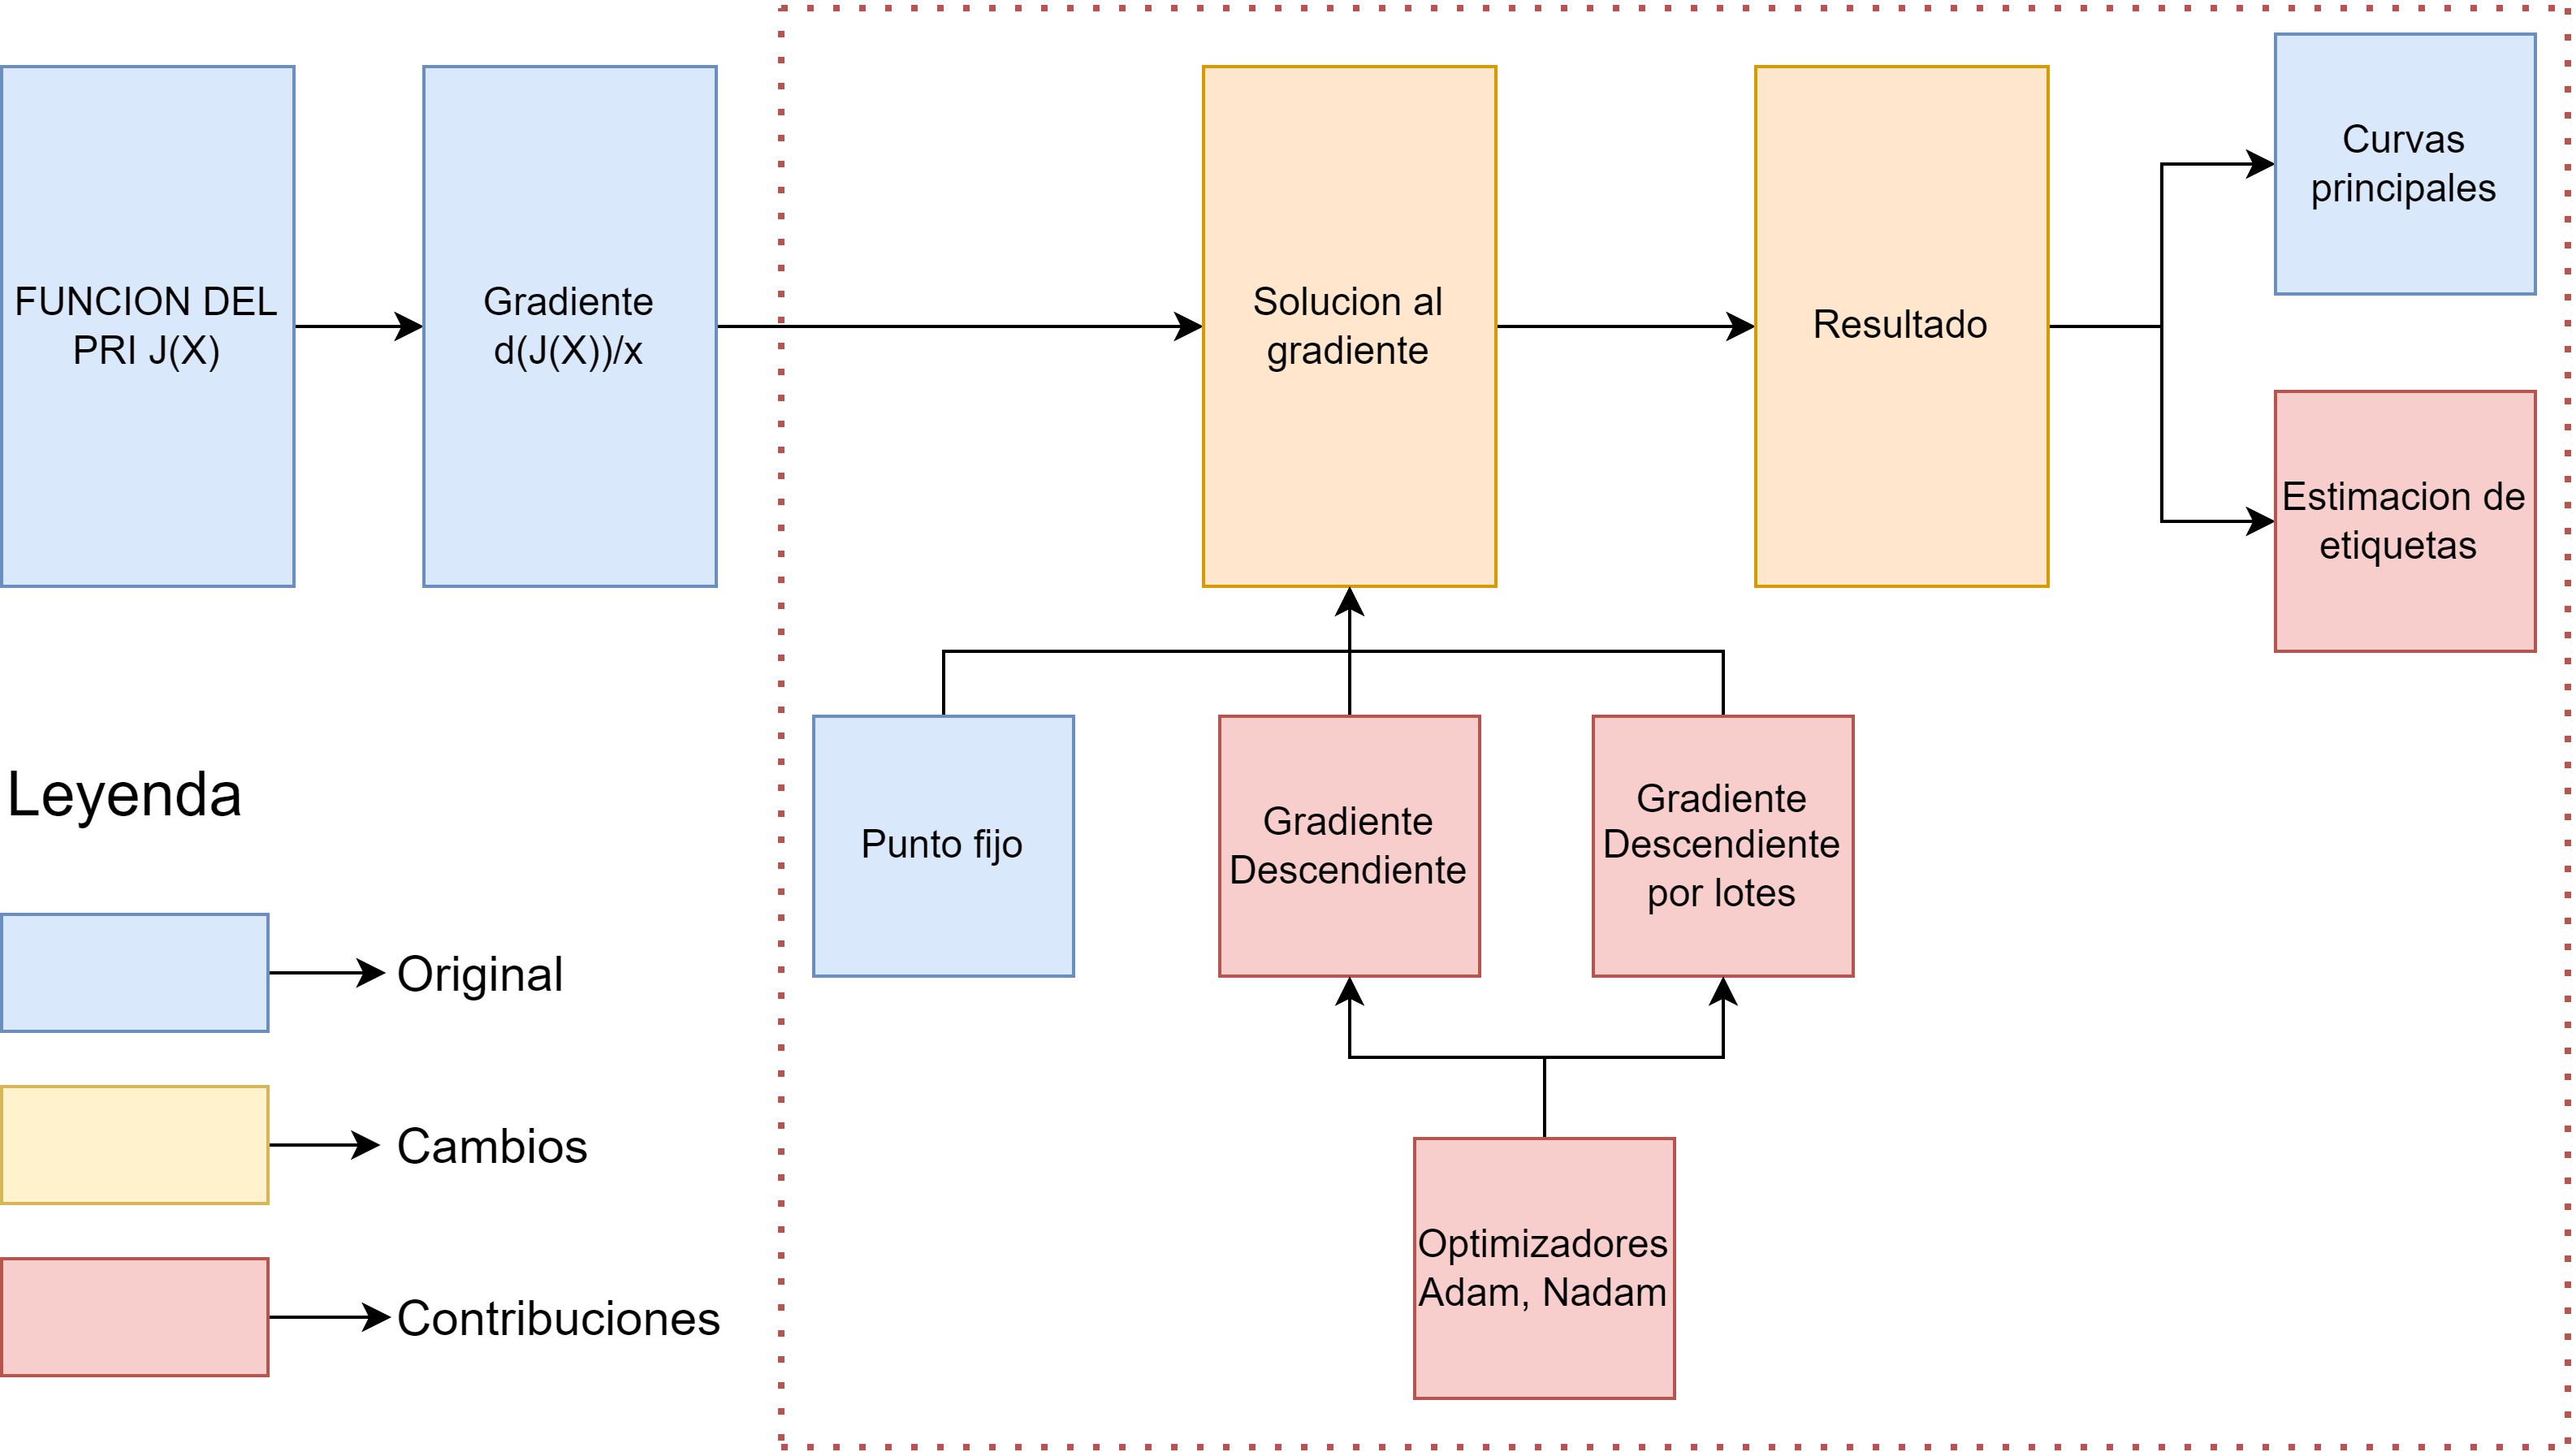 FUNCION DEL
PRI J(X)
Gradiente
d(J(X))/x
Solucion al
gradiente
Resultado
Curvas
principales
Estimacion de
etiquetas
Punto fijo
Gradiente
Descendiente
Gradiente
Descendiente
por lotes
Optimizadores
Adam, Nadam
Leyenda
Original
Cambios
Contribuciones